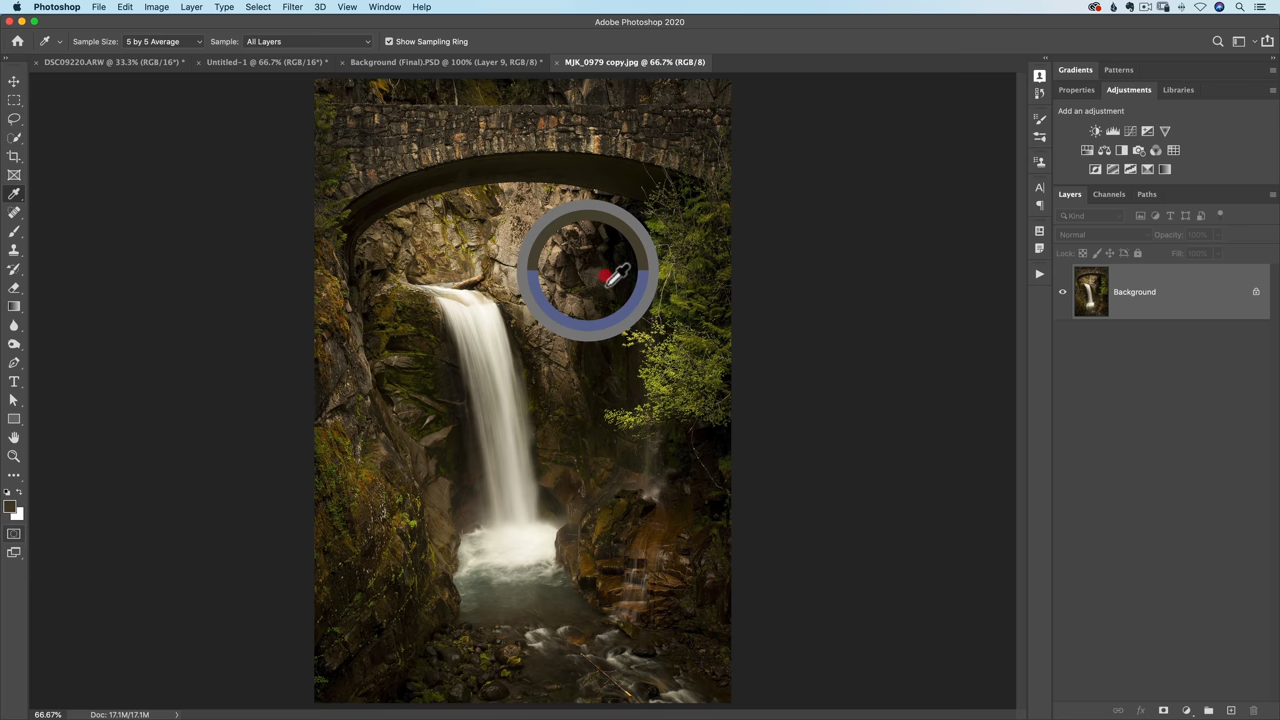 Photoshop File Edit Image Layer Type Select Filter 3D View Window Help
Adobe Photoshop 2020
Sample Size: 5 by 5 Average Sample: All Layers Show Sampling Ring
DSC09220.ARW @ 33.3% (RGB/16*) * Untitled-1 @ 66.7% (RGB/16*) * Background (Final).PSD @ 100% (Layer 9, RGB/8) * MJK_0979 copy.jpg @ 66.7% (RGB/8)
Gradients Patterns
Properties Adjustments Libraries
Add an adjustment
Layers Channels Paths
Kind
Normal Opacity: 100%
Lock: Fill: 100%
Background
66.67% Doc: 17.1M/17.1M